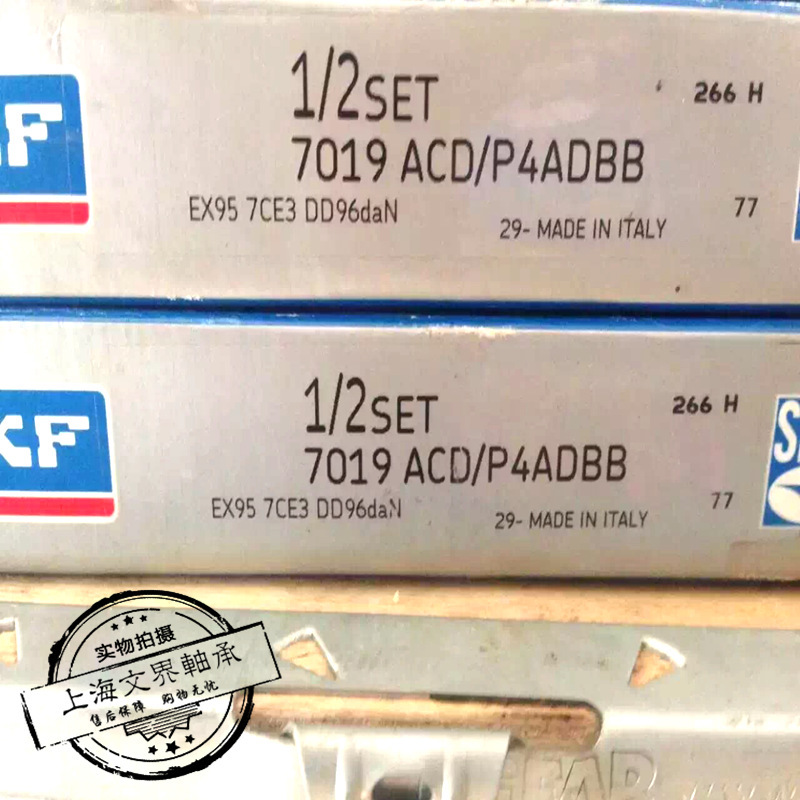 KF
1/2SET
266 H
7019 ACD/P4ADBB
EX95 7CE3 DD96daN
77
29- MADE IN ITALY
KF
1/2SET
266 H
7019 ACD/P4ADBB
EX95 7CE3 DD96daN
77
29- MADE IN ITALY
实物拍摄
上海文界軸承
售后保障 购物无忧